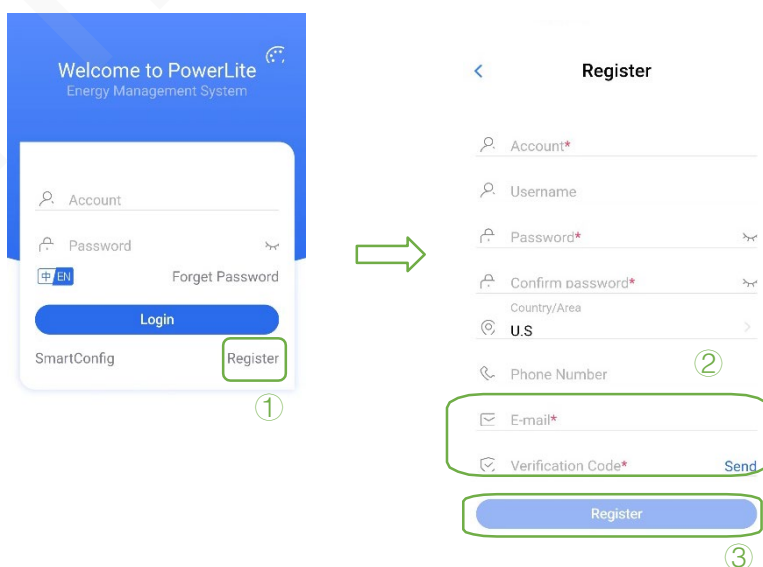 Welcome to PowerLite
Energy Management System
Account
Password
中 EN
Forget Password
Login
SmartConfig
Register
①
Register
Account*
Username
Password*
Confirm password*
Country/Area
U.S
②
Phone Number
E-mail*
Verification Code*
Send
Register
③